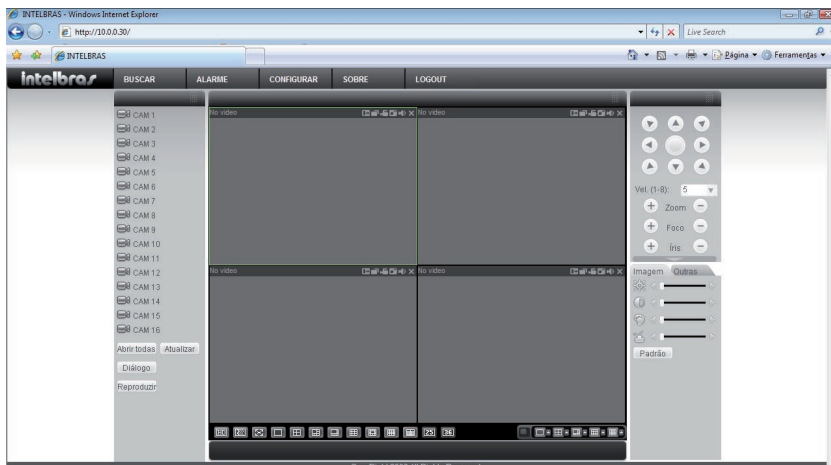 INTELBRAS - Windows Internet Explorer
http://10.0.0.30/
Live Search
INTELBRAS
Página
Ferramentas
intelbras
BUSCAR
ALARME
CONFIGURAR
SOBRE
LOGOUT
CAM 1
CAM 2
CAM 3
CAM 4
CAM 5
CAM 6
CAM 7
CAM 8
CAM 9
CAM 10
CAM 11
CAM 12
CAM 13
CAM 14
CAM 15
CAM 16
Abrir todas
Atualizar
Diálogo
Reproduzir
No video
No video
No video
No video
25
36
Vel. (1-8):
5
Zoom
Foco
Íris
Imagem
Outras
Padrão